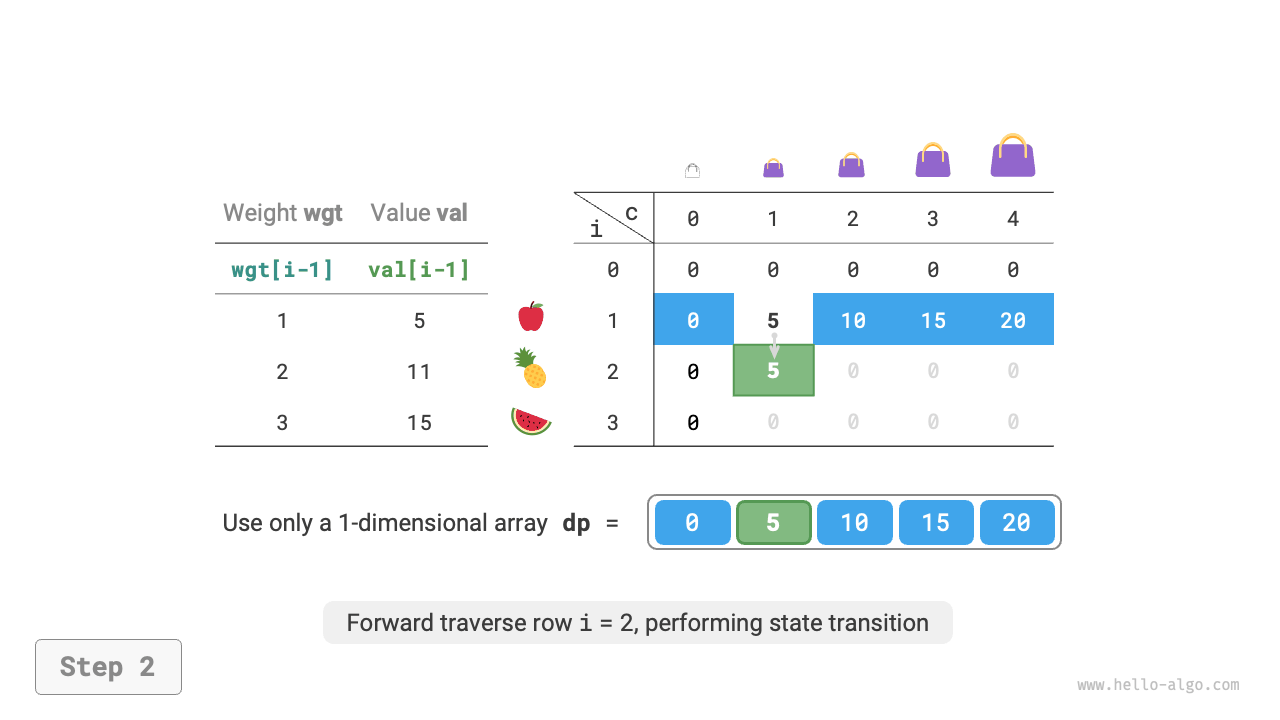 Weight wgt Value val
wgt[i-1] val[i-1]
1 5
2 11
3 15
i c 0 1 2 3 4
0 0 0 0 0 0
1 0 5 10 15 20
2 0 5 0 0 0
3 0 0 0 0 0
Use only a 1-dimensional array dp = 0 5 10 15 20
Forward traverse row i = 2, performing state transition
Step 2
www.hello-algo.com